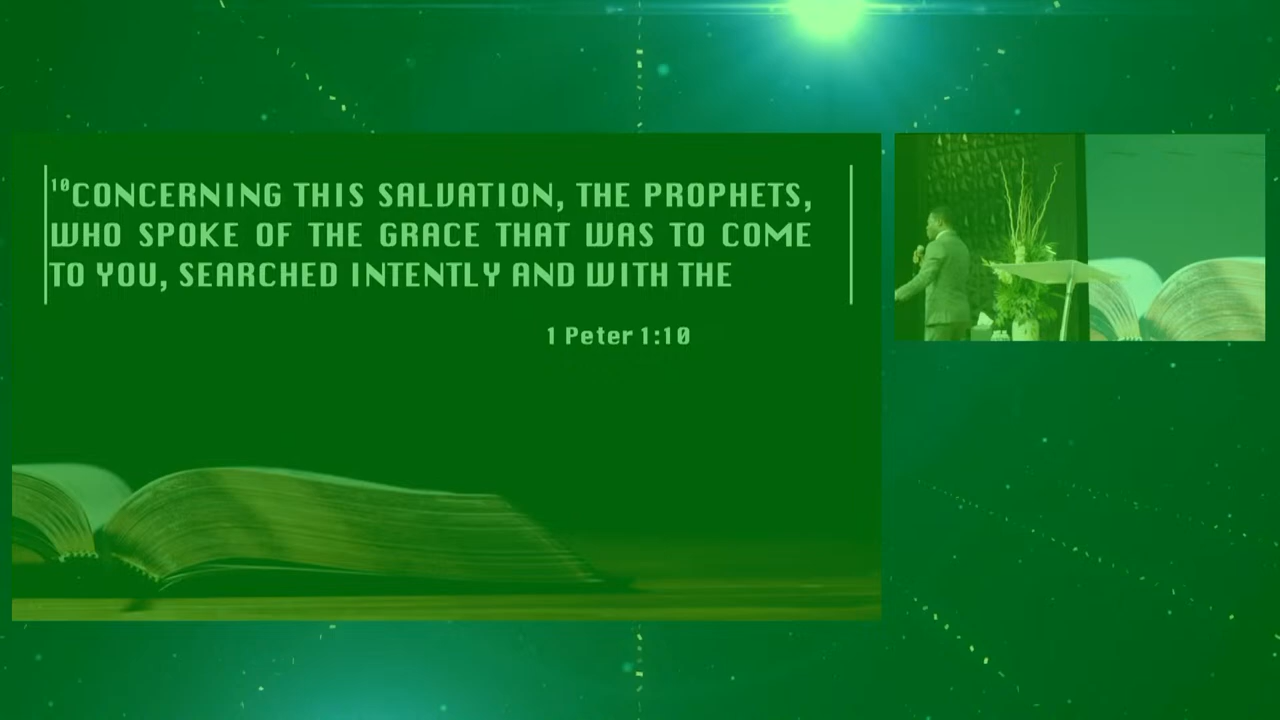 10CONCERNING THIS SALVATION, THE PROPHETS,
WHO SPOKE OF THE GRACE THAT WAS TO COME
TO YOU, SEARCHED INTENTLY AND WITH THE
1 Peter 1:10